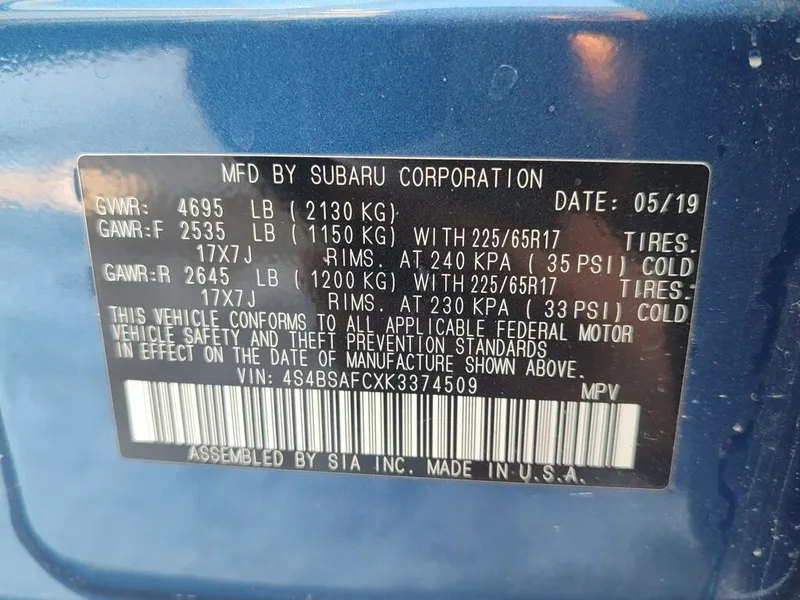 MFD BY SUBARU CORPORATION
GVWR: 4695 LB ( 2130 KG) DATE: 05/19
GAWR:F 2535 LB ( 1150 KG) WITH 225/65R17 TIRES.
17X7J RIMS. AT 240 KPA ( 35 PSI) COLD
GAWR:R 2645 LB ( 1200 KG) WITH 225/65R17 TIRES.
17X7J RIMS. AT 230 KPA ( 33 PSI) COLD
THIS VEHICLE CONFORMS TO ALL APPLICABLE FEDERAL MOTOR
VEHICLE SAFETY AND THEFT PREVENTION STANDARDS
IN EFFECT ON THE DATE OF MANUFACTURE SHOWN ABOVE.
VIN: 4S4BSAFCXK3374509 MPV
ASSEMBLED BY SIA INC. MADE IN U.S.A.